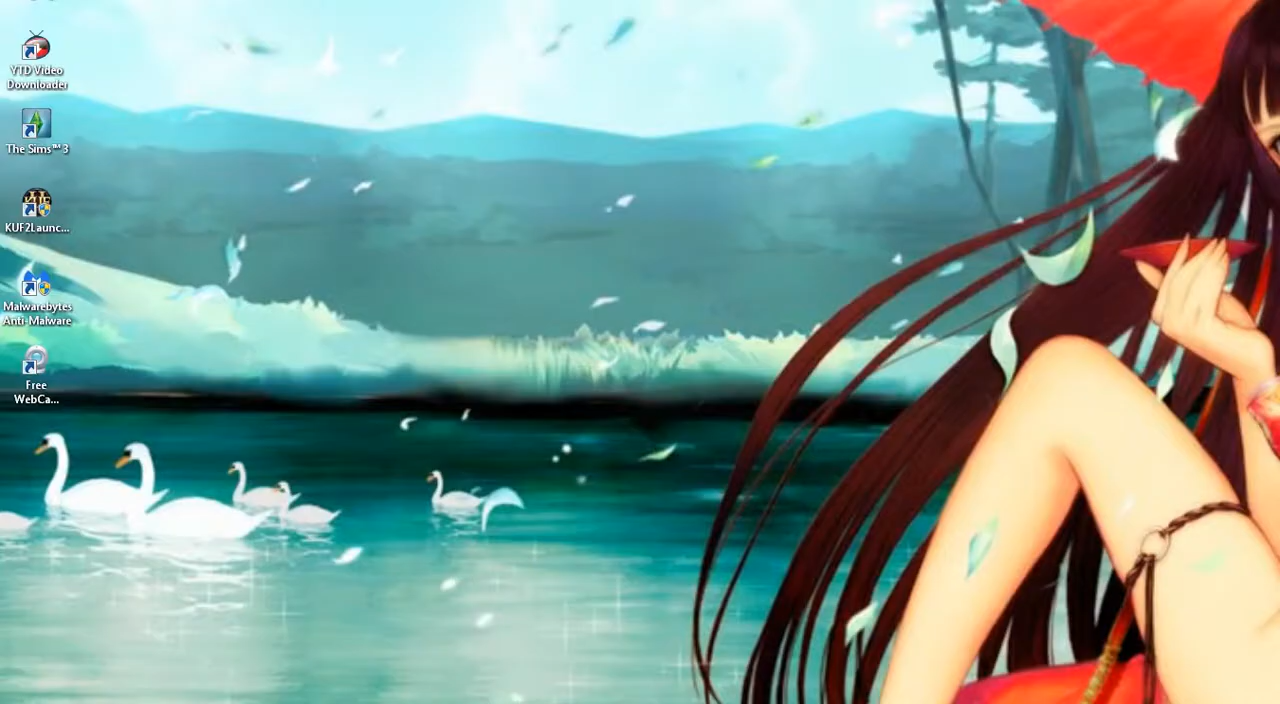 YTD Video
Downloader
The Sims™ 3
KUF2Launc...
Malwarebytes
Anti-Malware
Free
WebCa...